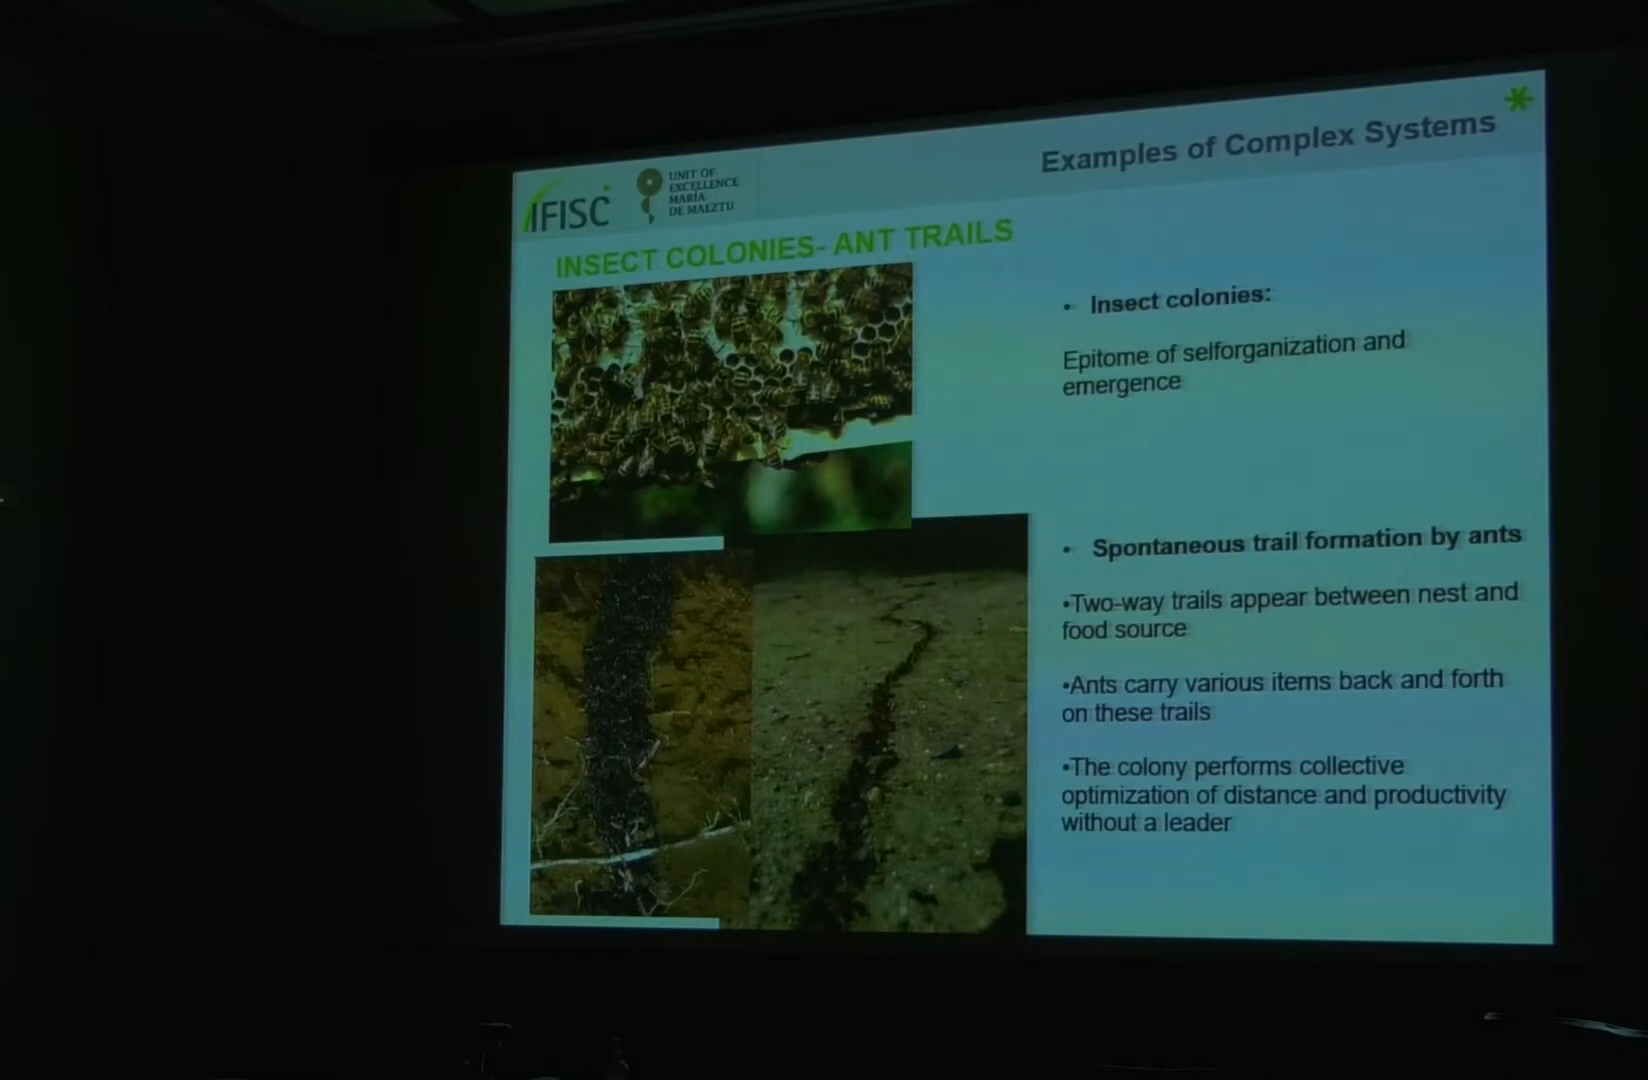 Examples of Complex Systems
IFISC
UNIT OF
EXCELLENCE
MARÍA
DE MAEZTU
INSECT COLONIES- ANT TRAILS
• Insect colonies:
Epitome of selforganization and
emergence
• Spontaneous trail formation by ants
•Two-way trails appear between nest and
food source
•Ants carry various items back and forth
on these trails
•The colony performs collective
optimization of distance and productivity
without a leader